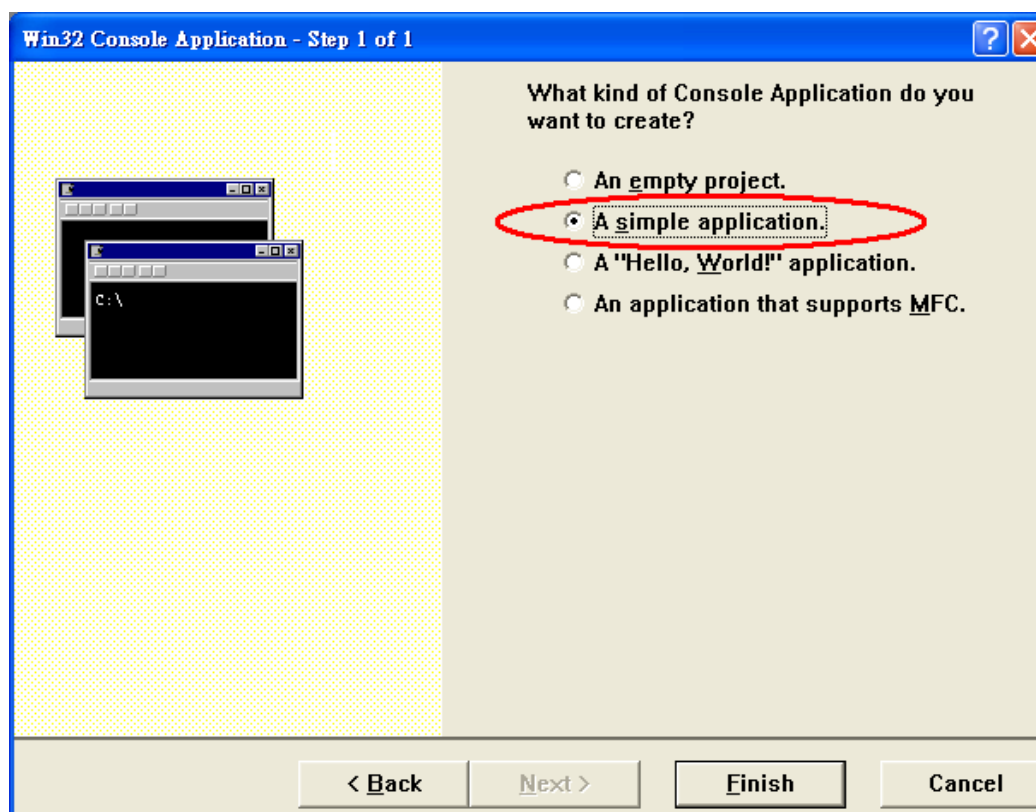 Win32 Console Application - Step 1 of 1
What kind of Console Application do you
want to create?
An empty project.
A simple application.
A "Hello, World!" application.
An application that supports MFC.
C:\
< Back
Next >
Finish
Cancel